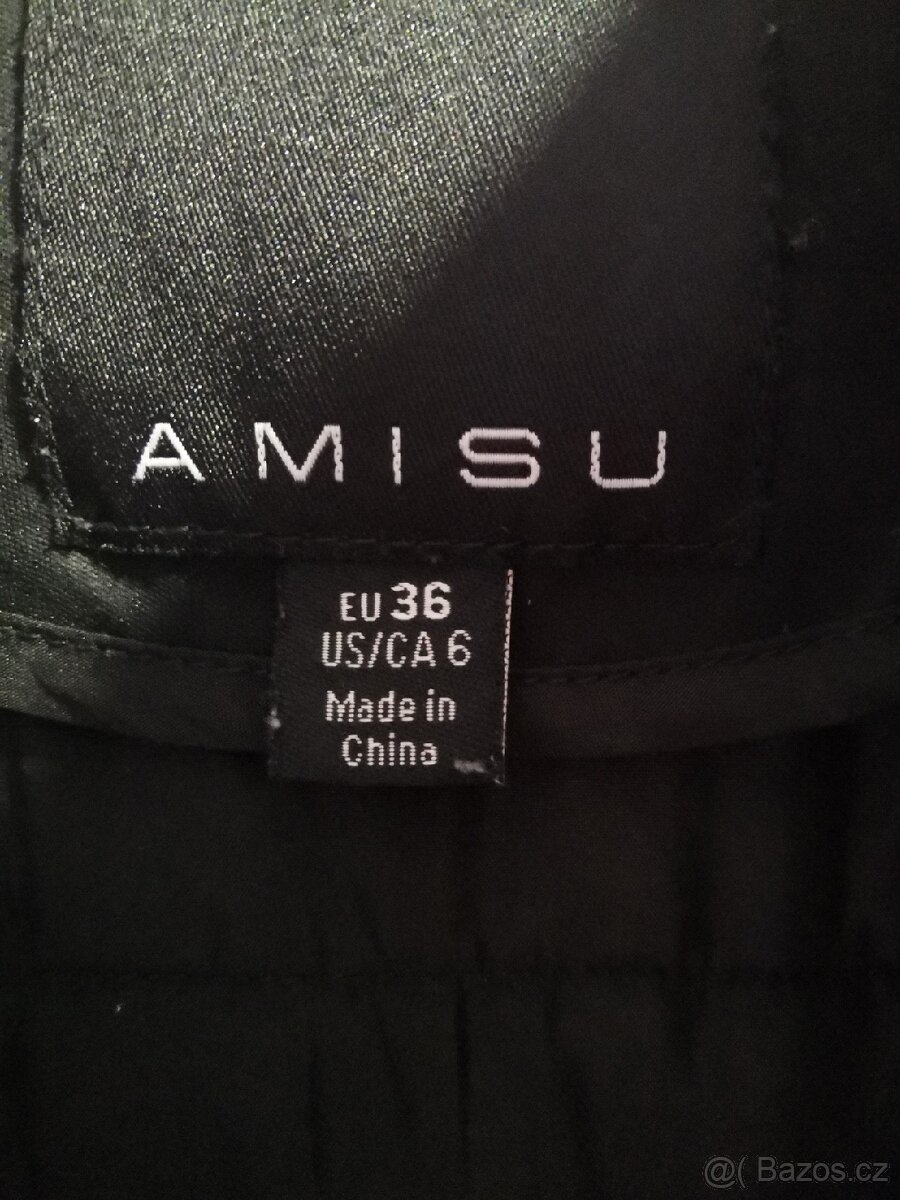 AMISU
EU 36
US/CA 6
Made in
China
@( Bazos.cz